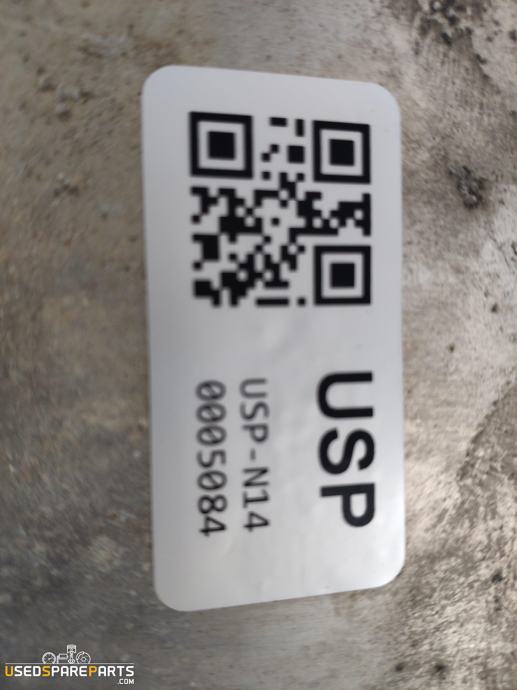 USP
USP-N14
0005084
USEDSPAREPARTS
.COM